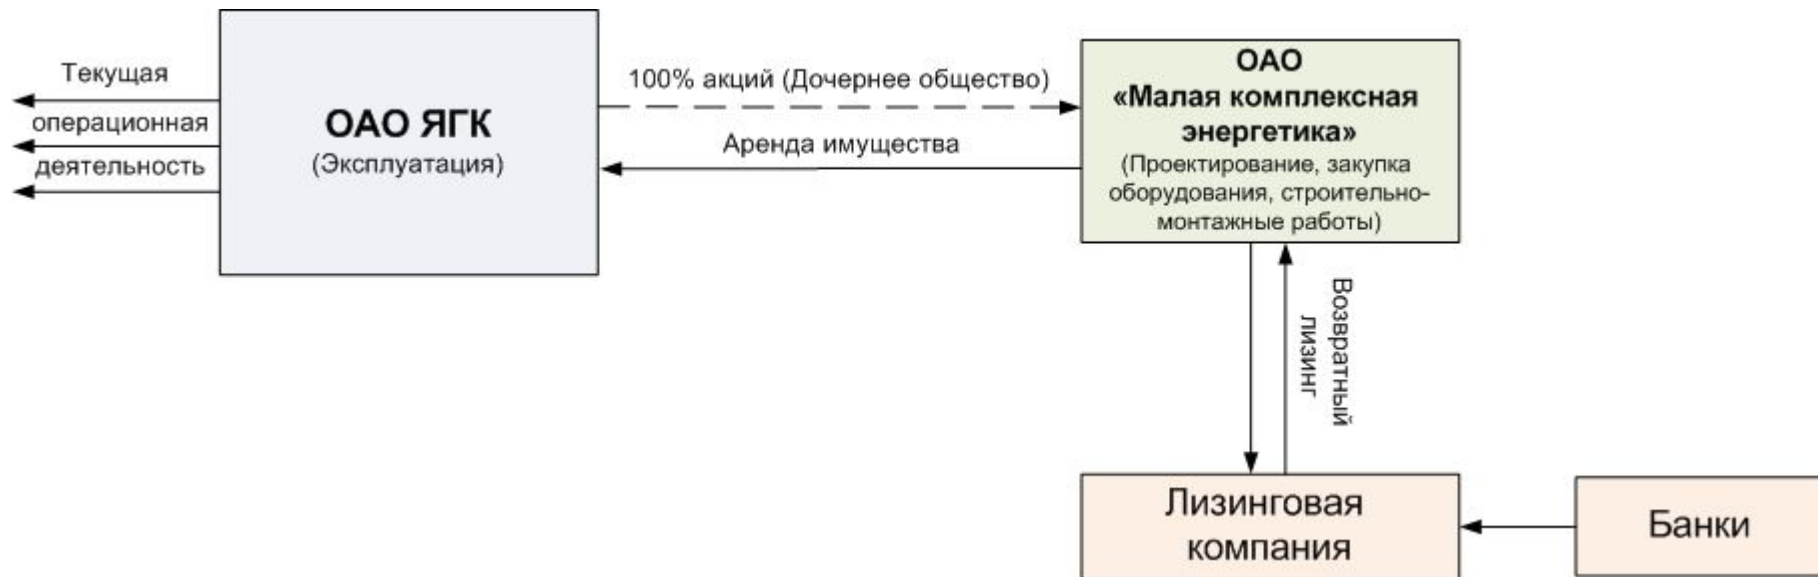 Текущая
операционная
деятельность
ОАО ЯГК
(Эксплуатация)
100% акций (Дочернее общество)
Аренда имущества
ОАО
«Малая комплексная
энергетика»
(Проектирование, закупка
оборудования, строительно-
монтажные работы)
Возвратный
лизинг
Лизинговая
компания
Банки